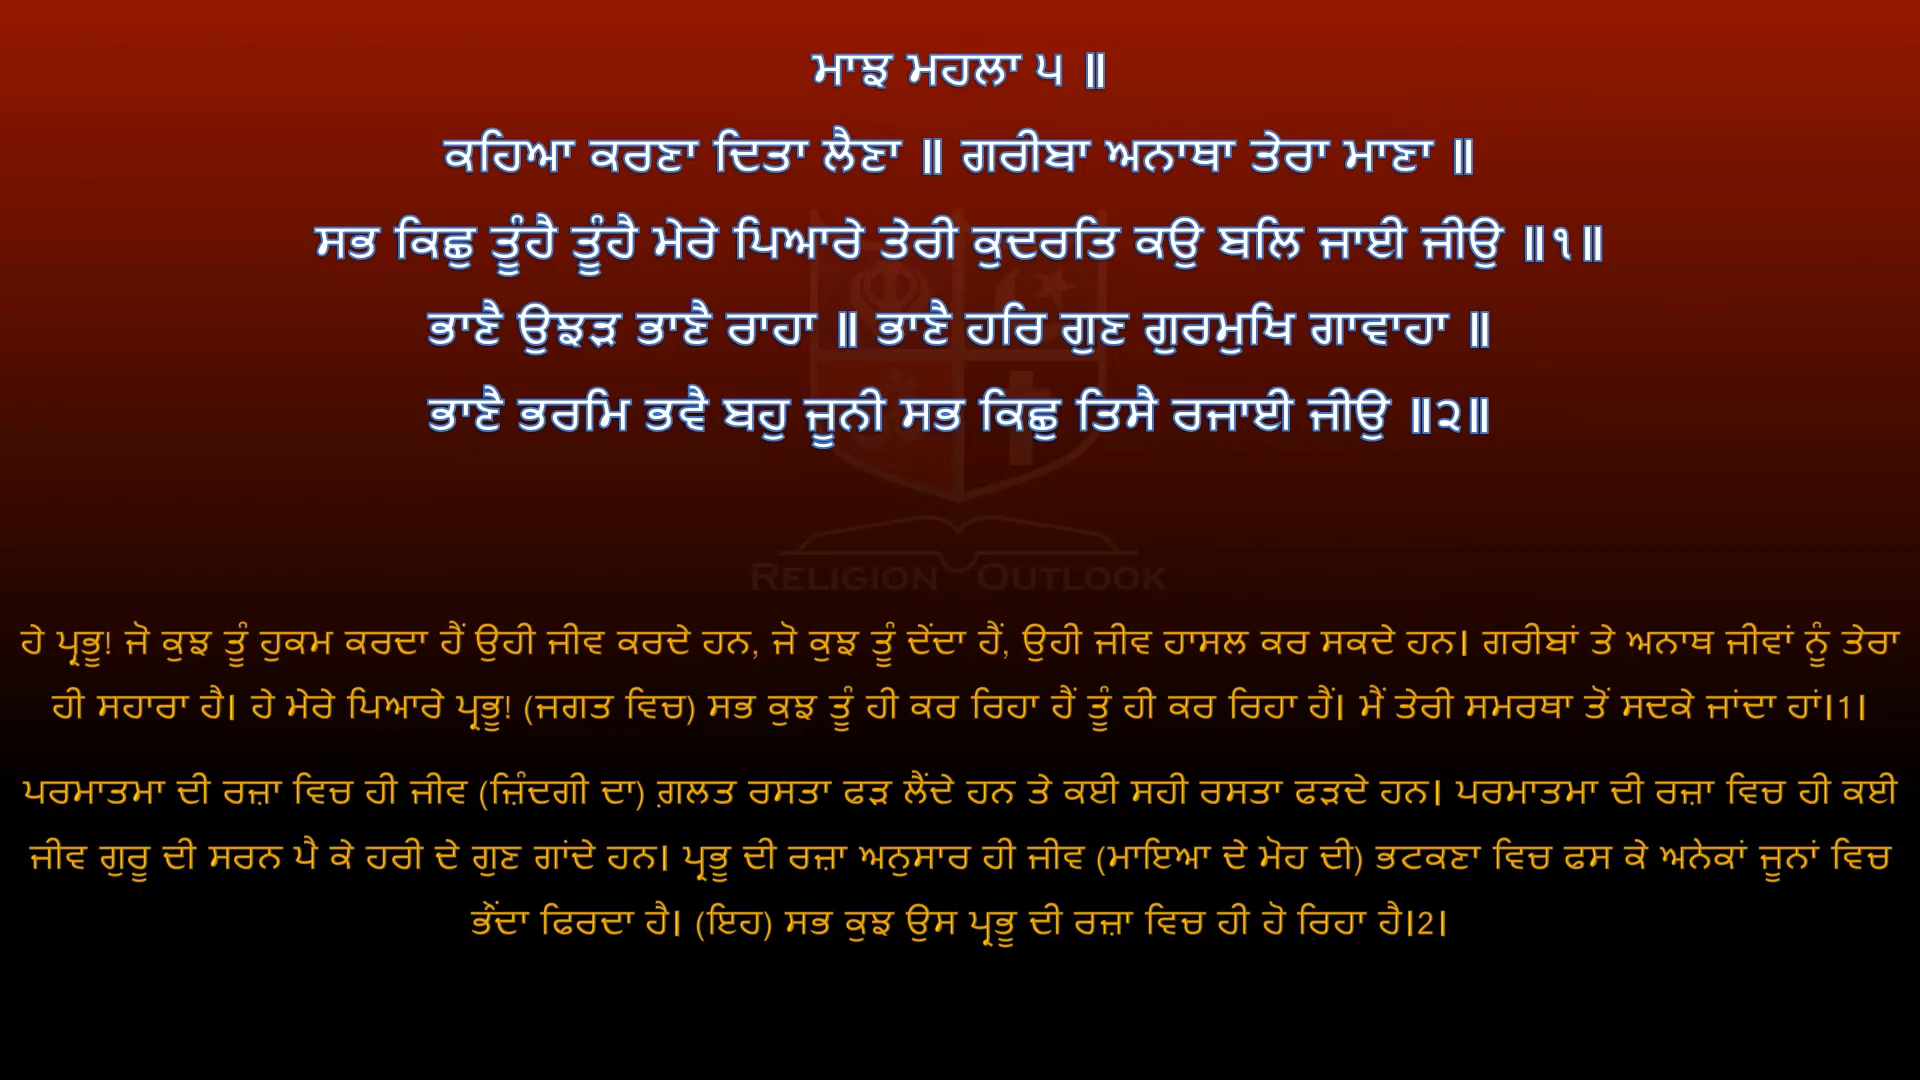 ਮਾਝ ਮਹਲਾ ੫ ॥
ਕਹਿਆ ਕਰਣਾ ਦਿਤਾ ਲੈਣਾ ॥ ਗਰੀਬਾ ਅਨਾਥਾ ਤੇਰਾ ਮਾਣਾ ॥
ਸਭ ਕਿਛੁ ਤੂੰਹੈ ਤੂੰਹੈ ਮੇਰੇ ਪਿਆਰੇ ਤੇਰੀ ਕੁਦਰਤਿ ਕਉ ਬਲਿ ਜਾਈ ਜੀਉ ॥੧॥
ਭਾਣੈ ਉਝੜ ਭਾਣੈ ਰਾਹਾ ॥ ਭਾਣੈ ਹਰਿ ਗੁਣ ਗੁਰਮੁਖਿ ਗਾਵਾਹਾ ॥
ਭਾਣੈ ਭਰਮਿ ਭਵੈ ਬਹੁ ਜੂਨੀ ਸਭ ਕਿਛੁ ਤਿਸੈ ਰਜਾਈ ਜੀਉ ॥੨॥
RELIGION OUTLOOK
ਹੇ ਪ੍ਰਭੂ! ਜੋ ਕੁਝ ਤੂੰ ਹੁਕਮ ਕਰਦਾ ਹੈਂ ਉਹੀ ਜੀਵ ਕਰਦੇ ਹਨ, ਜੋ ਕੁਝ ਤੂੰ ਦੇਂਦਾ ਹੈਂ, ਉਹੀ ਜੀਵ ਹਾਸਲ ਕਰ ਸਕਦੇ ਹਨ। ਗਰੀਬਾਂ ਤੇ ਅਨਾਥ ਜੀਵਾਂ ਨੂੰ ਤੇਰਾ
ਹੀ ਸਹਾਰਾ ਹੈ। ਹੇ ਮੇਰੇ ਪਿਆਰੇ ਪ੍ਰਭੂ! (ਜਗਤ ਵਿਚ) ਸਭ ਕੁਝ ਤੂੰ ਹੀ ਕਰ ਰਿਹਾ ਹੈਂ ਤੂੰ ਹੀ ਕਰ ਰਿਹਾ ਹੈਂ। ਮੈਂ ਤੇਰੀ ਸਮਰਥਾ ਤੋਂ ਸਦਕੇ ਜਾਂਦਾ ਹਾਂ।1।
ਪਰਮਾਤਮਾ ਦੀ ਰਜ਼ਾ ਵਿਚ ਹੀ ਜੀਵ (ਜ਼ਿੰਦਗੀ ਦਾ) ਗ਼ਲਤ ਰਸਤਾ ਫੜ ਲੈਂਦੇ ਹਨ ਤੇ ਕਈ ਸਹੀ ਰਸਤਾ ਫੜਦੇ ਹਨ। ਪਰਮਾਤਮਾ ਦੀ ਰਜ਼ਾ ਵਿਚ ਹੀ ਕਈ
ਜੀਵ ਗੁਰੂ ਦੀ ਸਰਨ ਪੈ ਕੇ ਹਰੀ ਦੇ ਗੁਣ ਗਾਂਦੇ ਹਨ। ਪ੍ਰਭੂ ਦੀ ਰਜ਼ਾ ਅਨੁਸਾਰ ਹੀ ਜੀਵ (ਮਾਇਆ ਦੇ ਮੋਹ ਦੀ) ਭਟਕਣਾ ਵਿਚ ਫਸ ਕੇ ਅਨੇਕਾਂ ਜੂਨਾਂ ਵਿਚ
ਭੌਂਦਾ ਫਿਰਦਾ ਹੈ। (ਇਹ) ਸਭ ਕੁਝ ਉਸ ਪ੍ਰਭੂ ਦੀ ਰਜ਼ਾ ਵਿਚ ਹੀ ਹੋ ਰਿਹਾ ਹੈ।2।